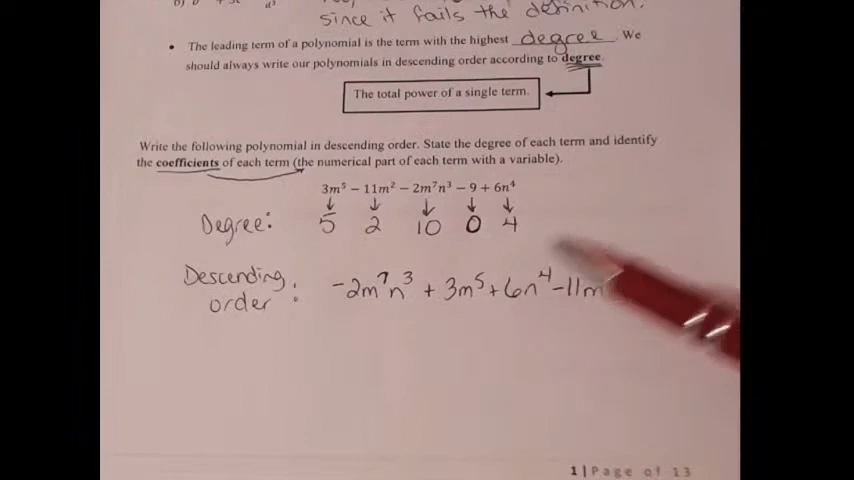 since it fails the definition.
• The leading term of a polynomial is the term with the highest degree. We
should always write our polynomials in descending order according to degree.
The total power of a single term.
Write the following polynomial in descending order. State the degree of each term and identify
the coefficients of each term (the numerical part of each term with a variable).
3m⁵ − 11m² − 2m⁷n³ − 9 + 6n⁴
↓ ↓ ↓ ↓ ↓
Degree: 5 2 10 0 4
Descending
order: -2m⁷n³ + 3m⁵ + 6n⁴ - 11m
1 | Page of 13